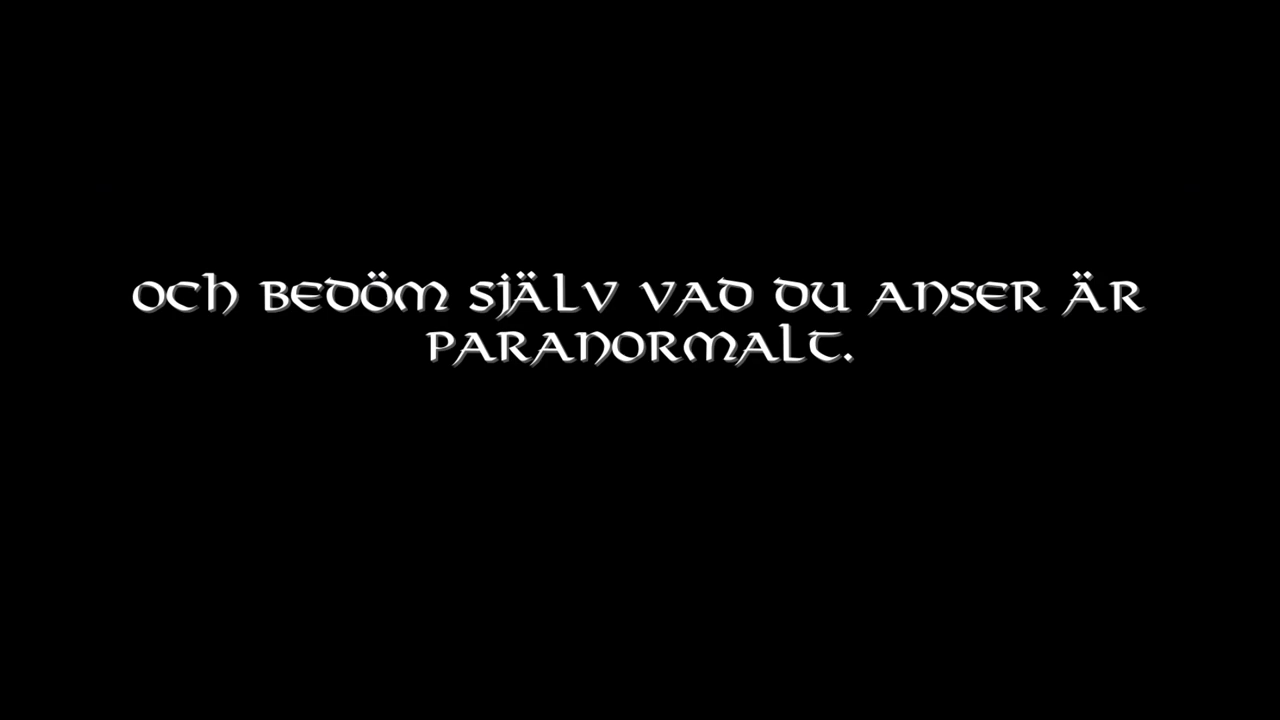 och bedöm själv vad du anser är
paranormalt.